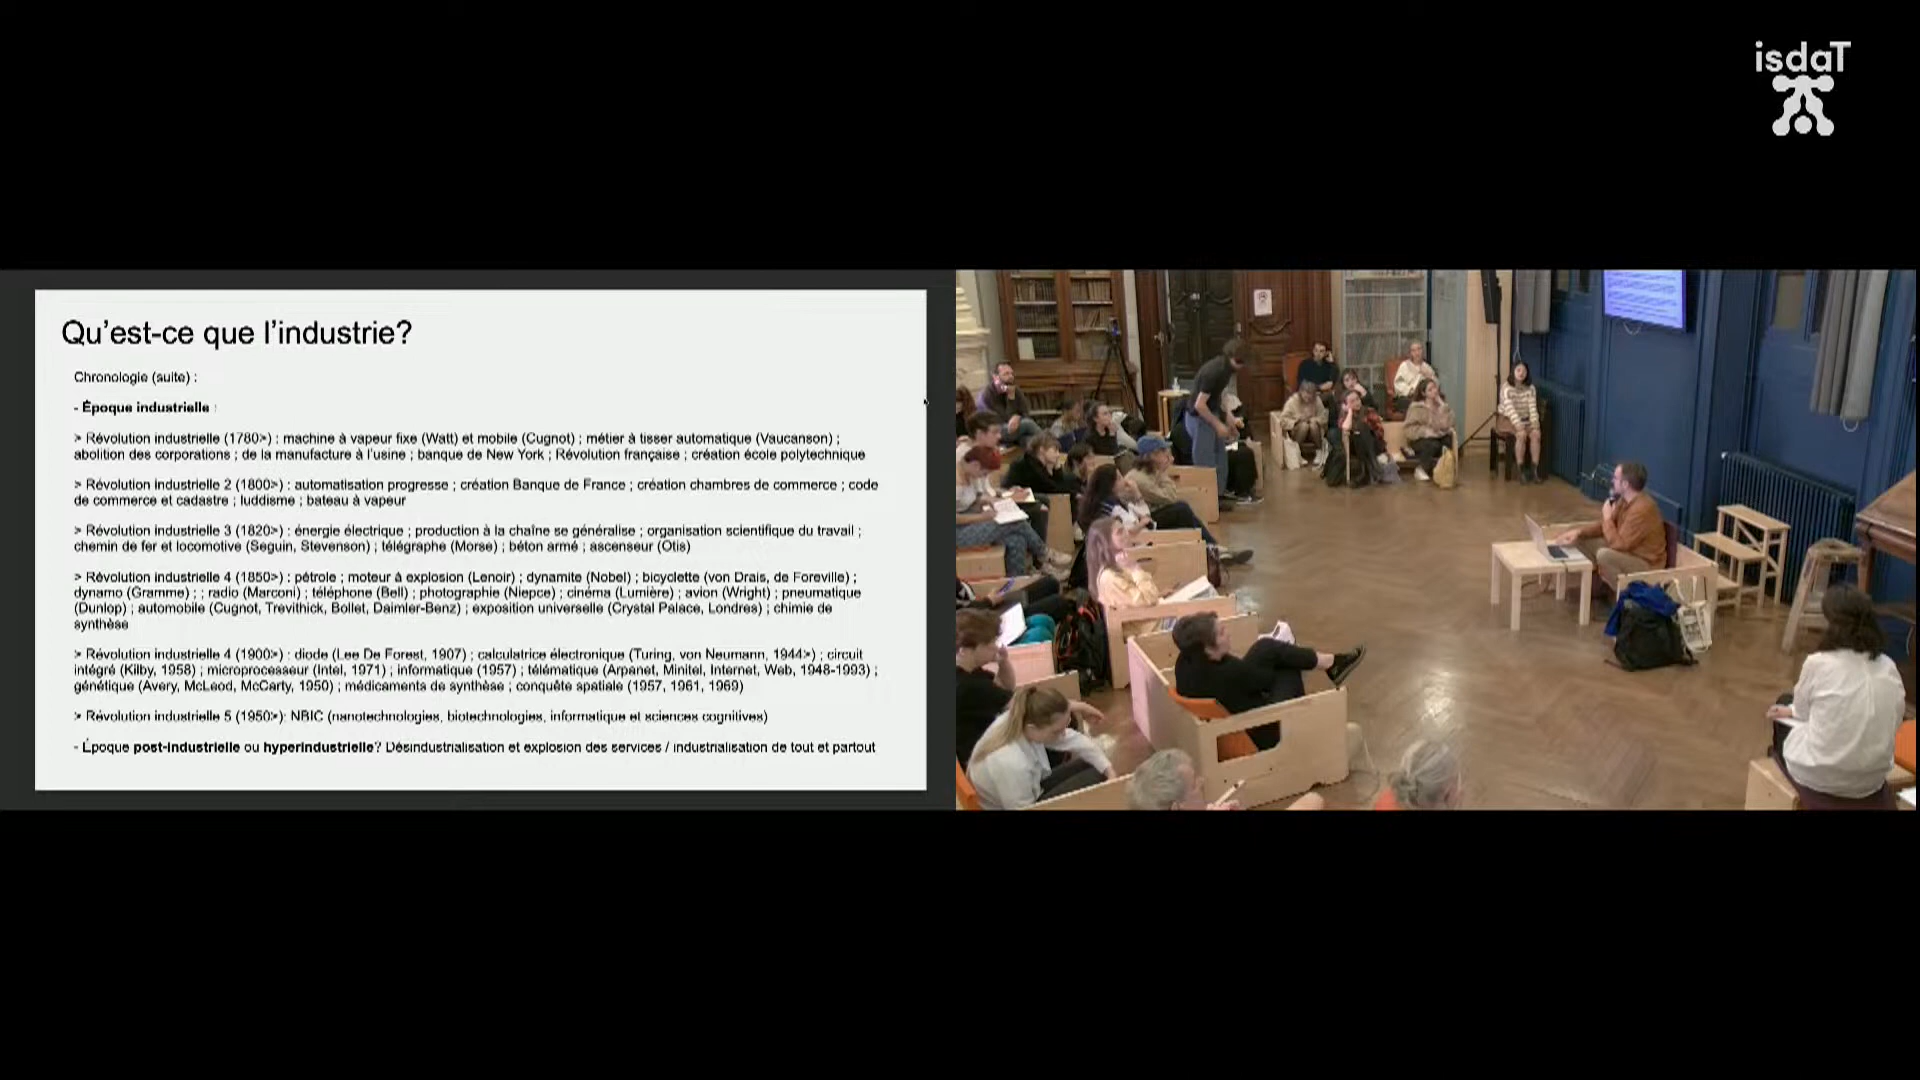 isdaT
Qu'est-ce que l'industrie?
Chronologie (suite) :
- Époque industrielle :
> Révolution industrielle (1780>) : machine à vapeur fixe (Watt) et mobile (Cugnot) ; métier à tisser automatique (Vaucanson) ;
abolition des corporations ; de la manufacture à l'usine ; banque de New York ; Révolution française ; création école polytechnique
> Révolution industrielle 2 (1800>) : automatisation progresse ; création Banque de France ; création chambres de commerce ; code
de commerce et cadastre ; luddisme ; bateau à vapeur
> Révolution industrielle 3 (1820>) : énergie électrique ; production à la chaîne se généralise ; organisation scientifique du travail ;
chemin de fer et locomotive (Seguin, Stevenson) ; télégraphe (Morse) ; béton armé ; ascenseur (Otis)
> Révolution industrielle 4 (1850>) : pétrole ; moteur à explosion (Lenoir) ; dynamite (Nobel) ; bicyclette (von Drais, de Foreville) ;
dynamo (Gramme) ; ; radio (Marconi) ; téléphone (Bell) ; photographie (Niepce) ; cinéma (Lumière) ; avion (Wright) ; pneumatique
(Dunlop) ; automobile (Cugnot, Trevithick, Bollet, Daimler-Benz) ; exposition universelle (Crystal Palace, Londres) ; chimie de
synthèse
> Révolution industrielle 4 (1900>) : diode (Lee De Forest, 1907) ; calculatrice électronique (Turing, von Neumann, 1944>) ; circuit
intégré (Kilby, 1958) ; microprocesseur (Intel, 1971) ; informatique (1957) ; télématique (Arpanet, Minitel, Internet, Web, 1948-1993) ;
génétique (Avery, McLeod, McCarty, 1950) ; médicaments de synthèse ; conquête spatiale (1957, 1961, 1969)
> Révolution industrielle 5 (1950>): NBIC (nanotechnologies, biotechnologies, informatique et sciences cognitives)
- Époque post-industrielle ou hyperindustrielle? Désindustrialisation et explosion des services / industrialisation de tout et partout